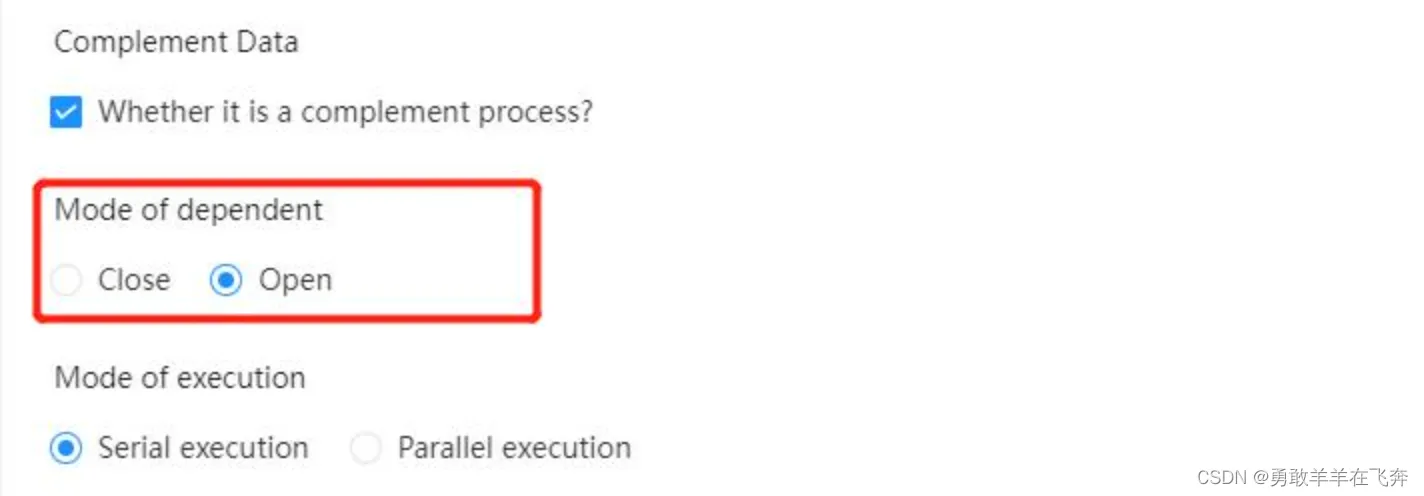 Complement Data
Whether it is a complement process?
Mode of dependent
Close Open
Mode of execution
Serial execution Parallel execution
CSDN @勇敢羊羊在飞奔